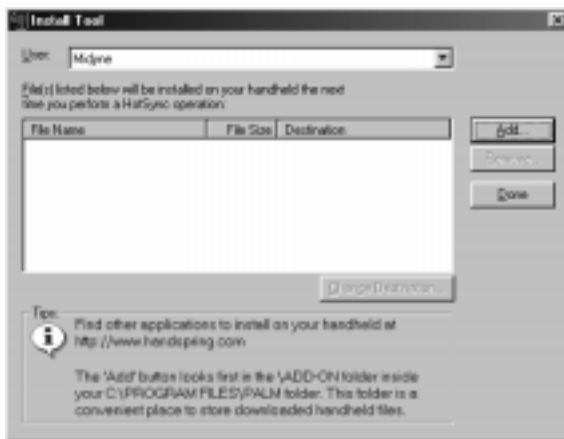 Install Tool
User:
File(s) listed below will be installed on your handheld the next
time you perform a HotSync operation:
File Name File Size Destination
Add...
Remove...
Done
Change Destination...
Tips:
Find other applications to install on your handheld at
http://www.handspring.com
The 'Add' button looks first in the \ADD-ON folder inside
your C:\PROGRAM FILES\PALM folder. This folder is a
convenient place to store downloaded handheld files.